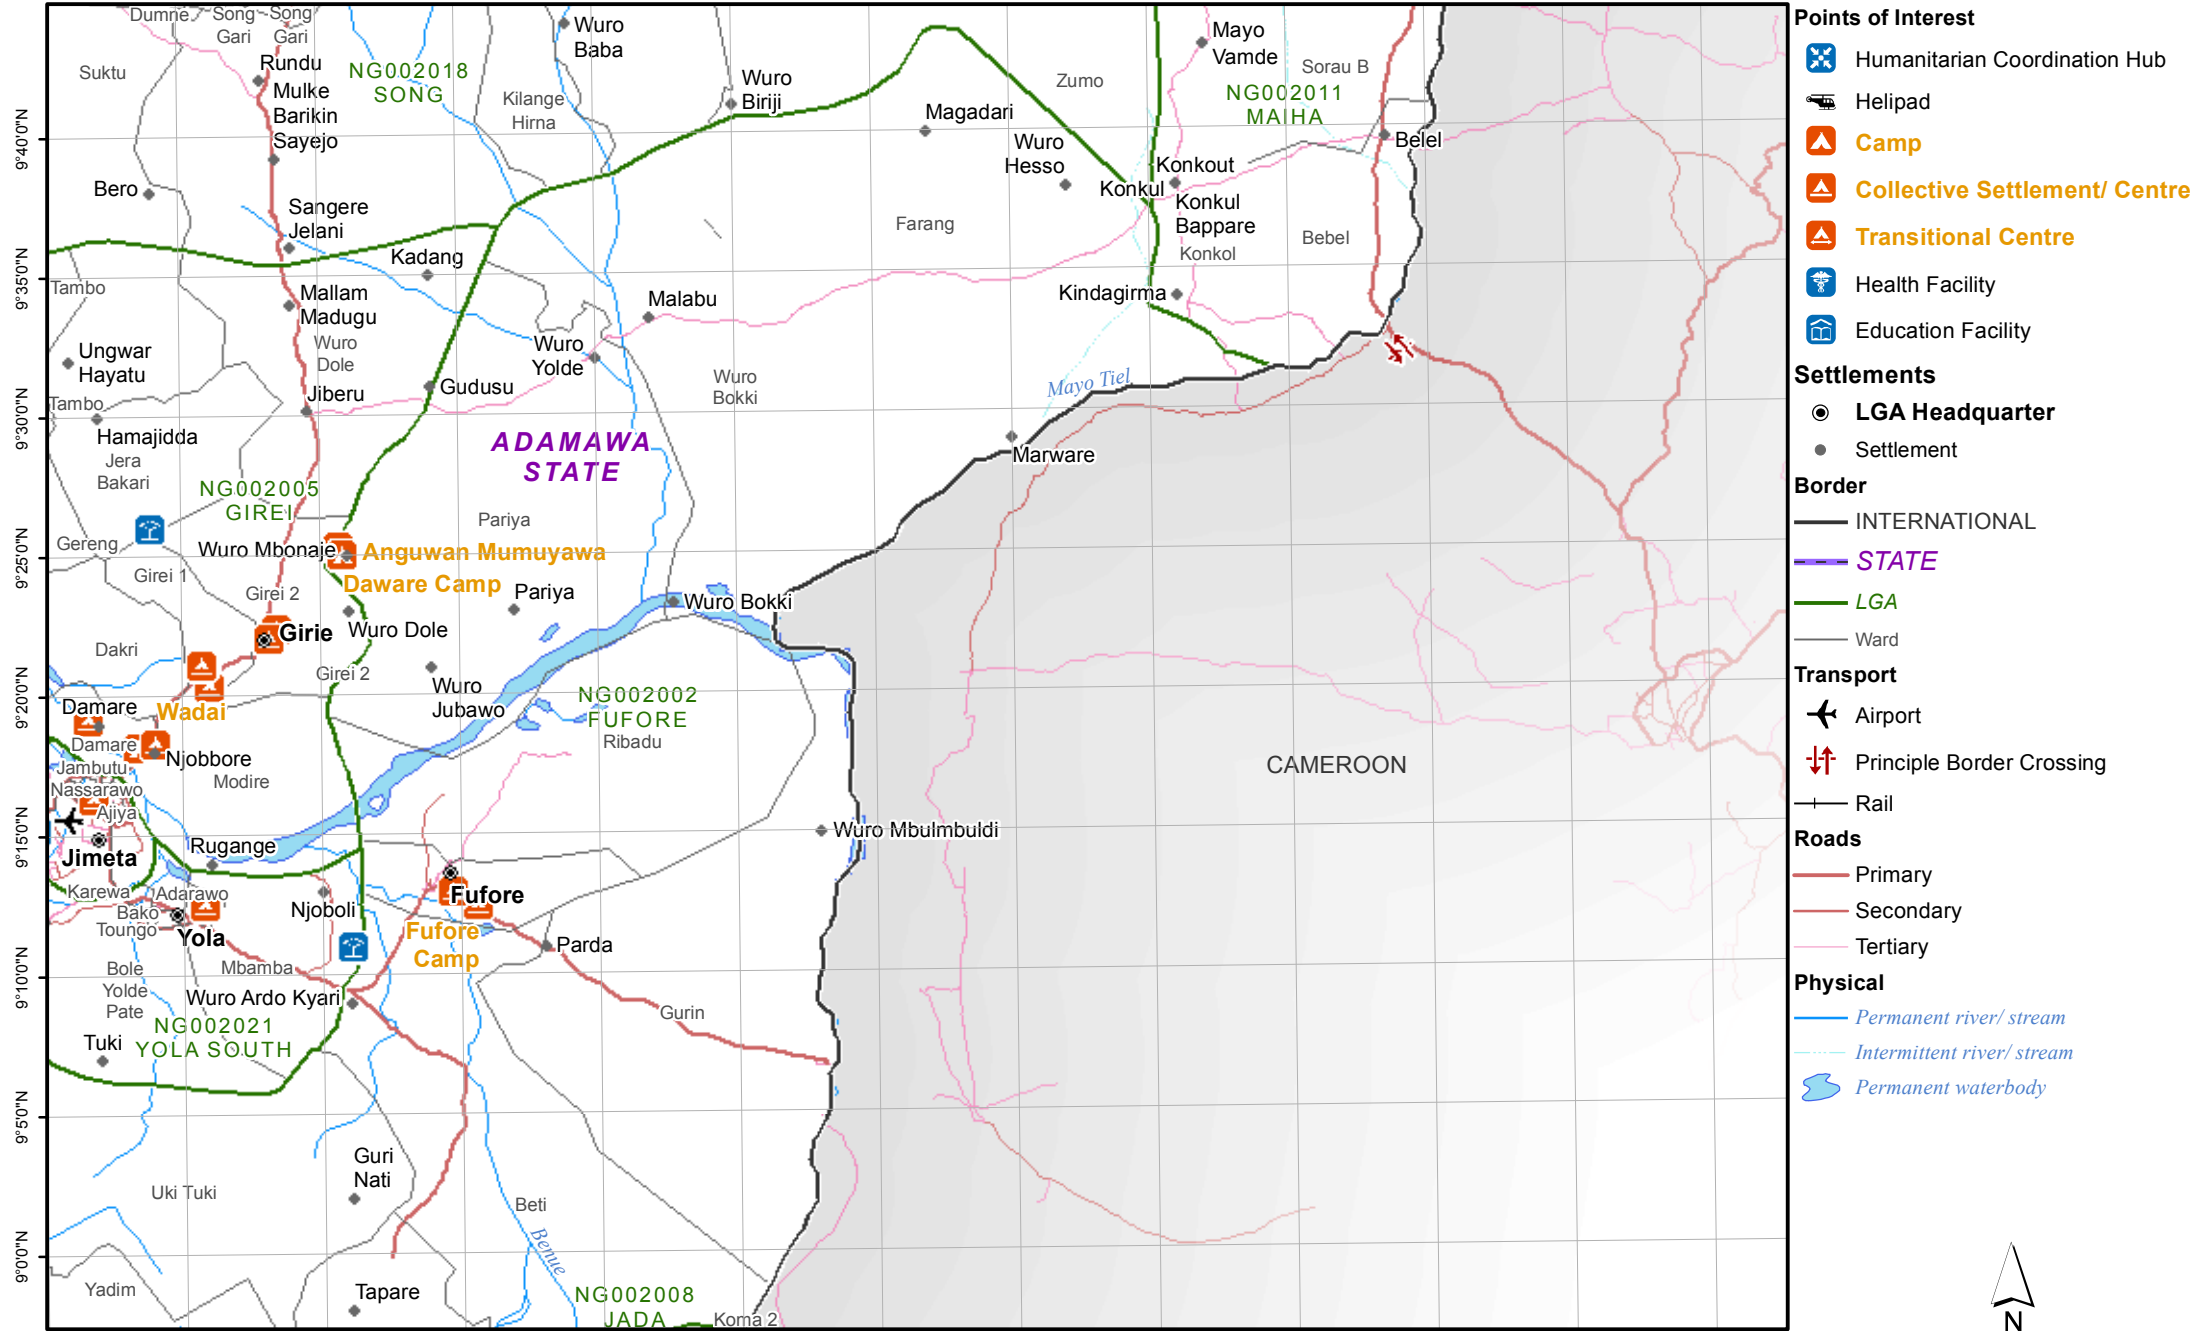 Dumne
Song
Gari
Song
Gari
Wuro
Baba
Mayo
Vamde
Suktu
Rundu
NG002018
SONG
Wuro
Biriji
Zumo
Sorau B
Mulke
Barikin
Sayejo
Kilange
Hirna
Magadari
NG002011
MAIHA
Wuro
Hesso
Belel
Bero
Konkout
Konkul
Konkul
Bappare
Konkol
Sangere
Jelani
Farang
Bebel
Kadang
Tambo
Mallam
Madugu
Malabu
Kindagirma
Wuro
Dole
Wuro
Yolde
Ungwar
Hayatu
Jiberu
Gudusu
Wuro
Bokki
Mayo Tiel
Tambo
Hamajidda
Jera
Bakari
ADAMAWA
STATE
Marware
NG002005
GIREI
Pariya
Gereng
Wuro Mbonaje
Anguwan Mumuyawa
Girei 1
Daware Camp
Girei 2
Pariya
Wuro Bokki
Girie
Wuro Dole
Dakri
Girei 2
Wuro
Jubawo
NG002002
FUFORE
Ribadu
Damare
Wadai
Damare
Njobbore
Jambutu
Modire
Nassarawo
Ajiya
CAMEROON
Jimeta
Rugange
Wuro Mbulmbuldi
Karewa
Adarawo
Bako
Toungo
Yola
Njoboli
Fufore
Fufore
Camp
Parda
Bole
Yolde
Pate
Mbamba
Wuro Ardo Kyari
Gurin
NG002021
YOLA SOUTH
Tuki
Guri
Nati
Uki Tuki
Beti
Benue
Yadim
Tapare
NG002008
JADA
Koma 2
9°40'0"N
9°35'0"N
9°30'0"N
9°25'0"N
9°20'0"N
9°15'0"N
9°10'0"N
9°5'0"N
9°0'0"N
Points of Interest
Humanitarian Coordination Hub
Helipad
Camp
Collective Settlement/ Centre
Transitional Centre
Health Facility
Education Facility
Settlements
LGA Headquarter
Settlement
Border
INTERNATIONAL
STATE
LGA
Ward
Transport
Airport
Principle Border Crossing
Rail
Roads
Primary
Secondary
Tertiary
Physical
Permanent river/ stream
Intermittent river/ stream
Permanent waterbody
N